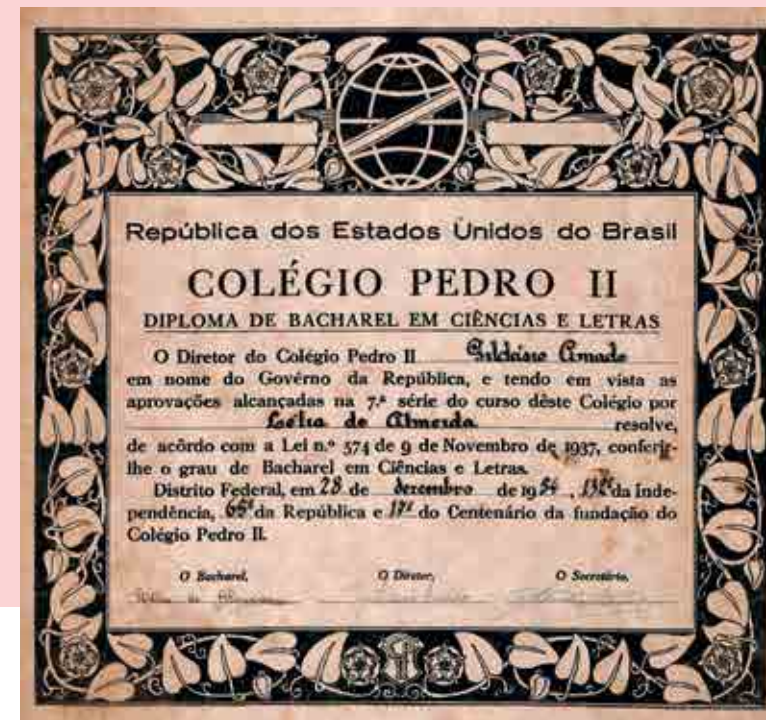 República dos Estados Unidos do Brasil
COLÉGIO PEDRO II
DIPLOMA DE BACHAREL EM CIÊNCIAS E LETRAS
O Diretor do Colégio Pedro II Gildásio Amado
em nome do Govêrno da República, e tendo em vista as
aprovações alcançadas na 7.ª série do curso dêste Colégio por
de Almeida resolve,
de acôrdo com a Lei n.º 574 de 9 de Novembro de 1937, conferir-
lhe o grau de Bacharel em Ciências e Letras.
Distrito Federal, em 28 de dezembro de 1954, da Inde-
pendência, 65º da República e da Centenário da fundação do
Colégio Pedro II.
O Bacharel, O Diretor, O Secretário,